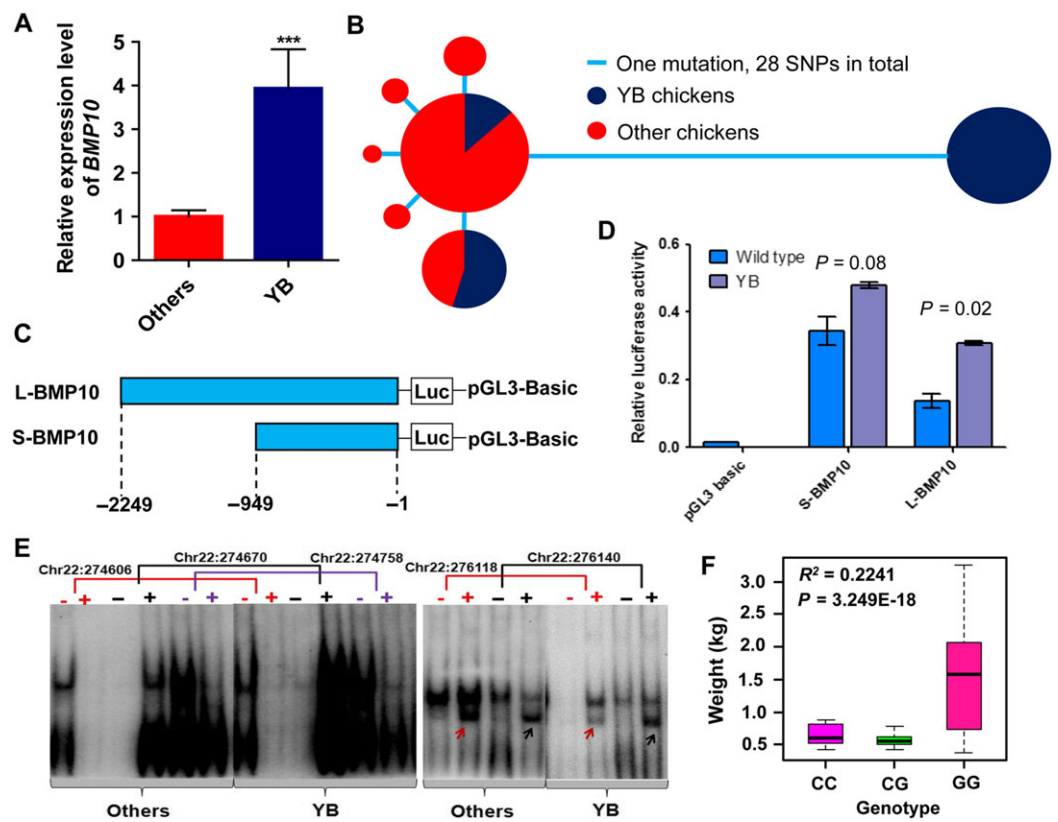 A
Relative expression level
of BMP10
5
4
3
2
1
0
***
Others
YB
B
One mutation, 28 SNPs in total
YB chickens
Other chickens
C
L-BMP10
Luc
pGL3-Basic
S-BMP10
Luc
pGL3-Basic
–2249
–949
–1
D
Relative luciferase activity
0.6
0.4
0.2
0.0
Wild type
YB
P = 0.08
P = 0.02
pGL3 basic
S-BMP10
L-BMP10
E
Chr22:274606
Chr22:274670
Chr22:274758
Chr22:276118
Chr22:276140
- + – + - + - + – + - +
- + – + - + – +
Others
YB
Others
YB
F
Weight (kg)
3.0
2.5
2.0
1.5
1.0
0.5
R² = 0.2241
P = 3.249E-18
CC
CG
GG
Genotype